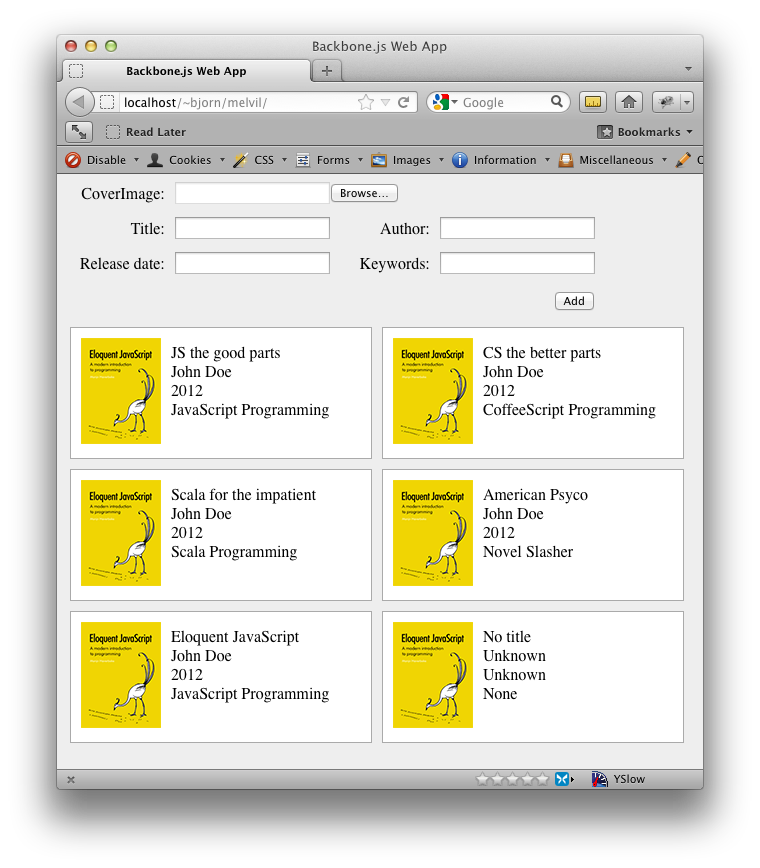 Backbone.js Web App
Backbone.js Web App
localhost/~bjorn/melvil/
Google
Read Later
Bookmarks
Disable Cookies CSS Forms Images Information Miscellaneous
CoverImage: Browse...
Title: Author:
Release date: Keywords:
Add
Eloquent JavaScript
A modern introduction
to programming
JS the good parts
John Doe
2012
JavaScript Programming
Eloquent JavaScript
A modern introduction
to programming
CS the better parts
John Doe
2012
CoffeeScript Programming
Eloquent JavaScript
A modern introduction
to programming
Scala for the impatient
John Doe
2012
Scala Programming
Eloquent JavaScript
A modern introduction
to programming
American Psyco
John Doe
2012
Novel Slasher
Eloquent JavaScript
A modern introduction
to programming
Eloquent JavaScript
John Doe
2012
JavaScript Programming
Eloquent JavaScript
A modern introduction
to programming
No title
Unknown
Unknown
None
YSlow